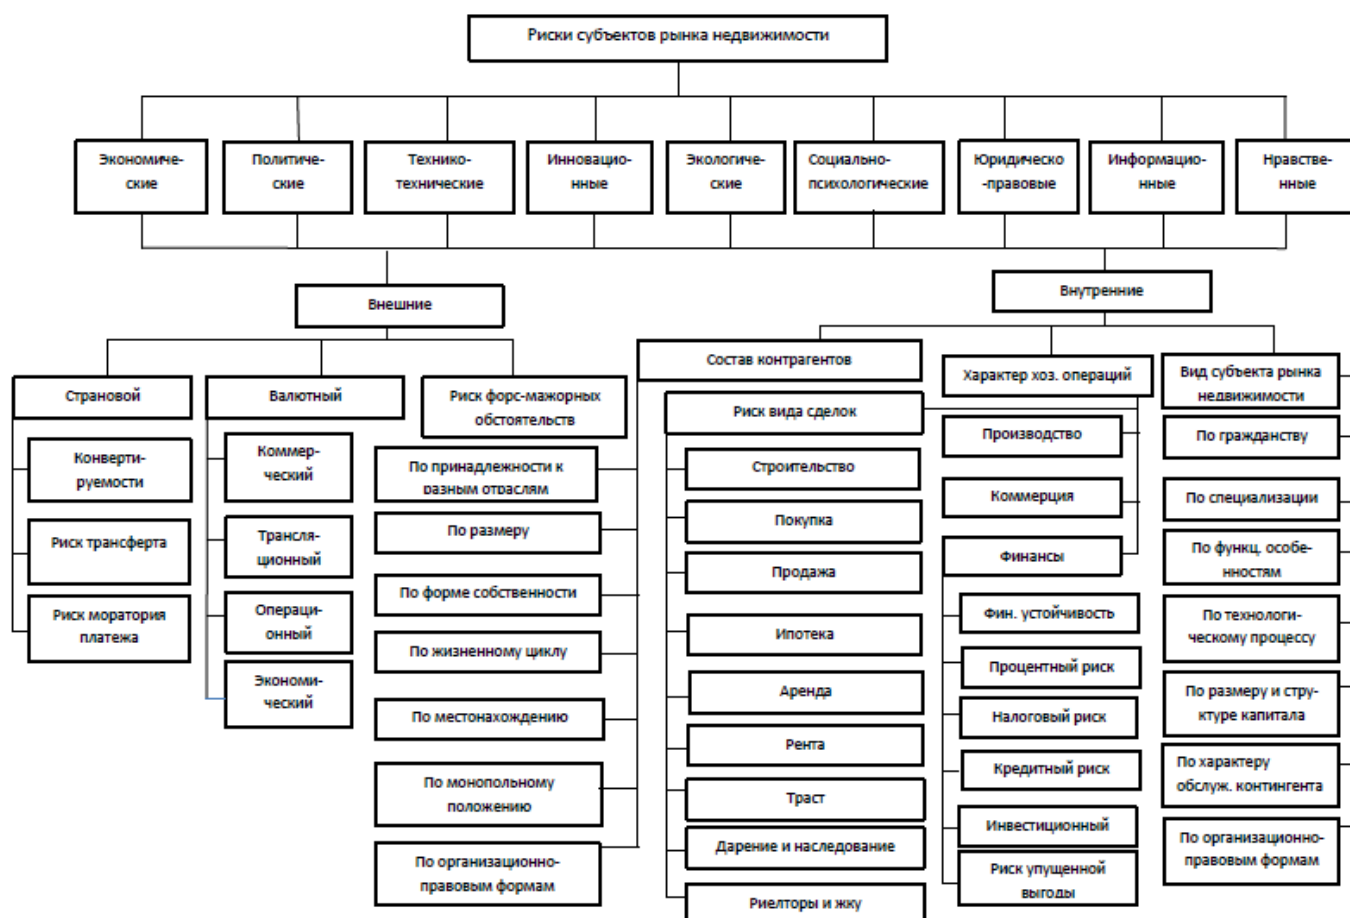 Риски субъектов рынка недвижимости
Экономиче-
ские
Политиче-
ские
Технико-
технические
Инновацио-
нные
Экологиче-
ские
Социально-
психологические
Юридическо
-правовые
Информацио-
нные
Нравстве-
нные
Внешние
Внутренние
Страновой
Конверти-
руемости
Риск трансферта
Риск моратория
платежа
Валютный
Коммер-
ческий
Трансля-
ционный
Операци-
онный
Экономи-
ческий
Риск форс-мажорных
обстоятельств
Состав контрагентов
По принадлежности к
разным отраслям
По размеру
По форме собственности
По жизненному циклу
По местонахождению
По монопольному
положению
По организационно-
правовым формам
Риск вида сделок
Строительство
Покупка
Продажа
Ипотека
Аренда
Рента
Траст
Дарение и наследование
Риелторы и жку
Характер хоз. операций
Производство
Коммерция
Финансы
Фин. устойчивость
Процентный риск
Налоговый риск
Кредитный риск
Инвестиционный
Риск упущенной
выгоды
Вид субъекта рынка
недвижимости
По гражданству
По специализации
По функц. особе-
нностям
По технологи-
ческому процессу
По размеру и стру-
ктуре капитала
По характеру
обслуж. контингента
По организационно-
правовым формам